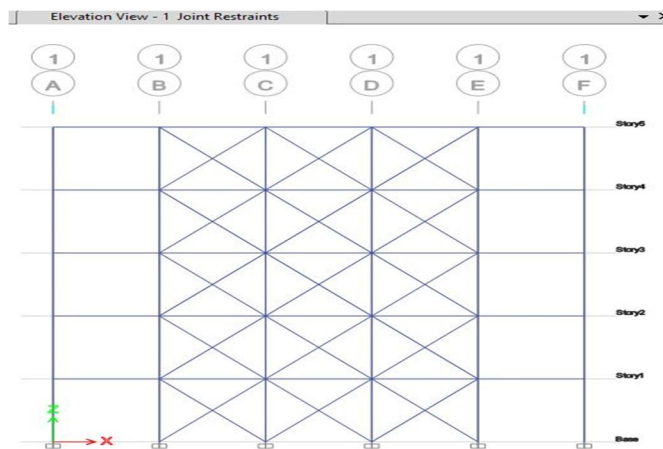 Elevation View - 1 Joint Restraints
1 1 1 1 1 1
A B C D E F
Story5
Story4
Story3
Story2
Story1
Z
X
Base